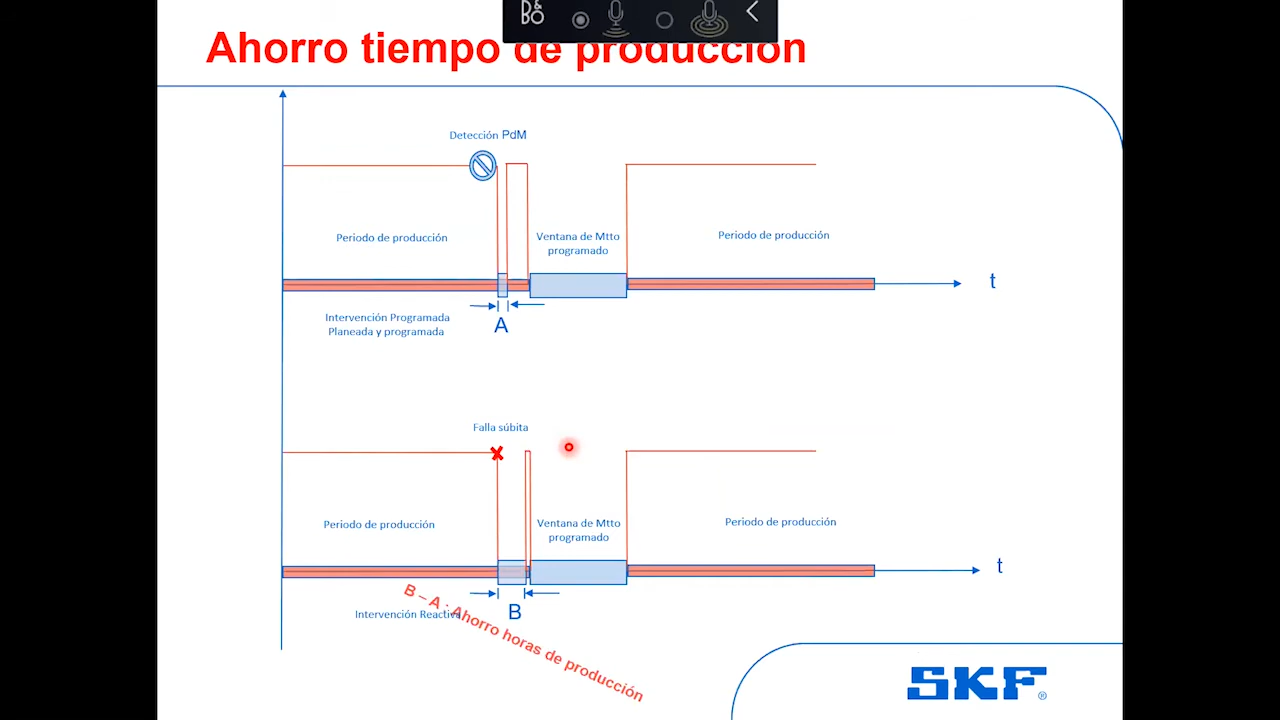 D&BO
Ahorro tiempo de producción
Detección PdM
Periodo de producción
Ventana de Mtto
programado
Periodo de producción
t
Intervención Programada
Planeada y programada
A
Falla súbita
Periodo de producción
Ventana de Mtto
programado
Periodo de producción
t
B – A : Ahorro horas de producción
Intervención Reactiva
B
SKF®